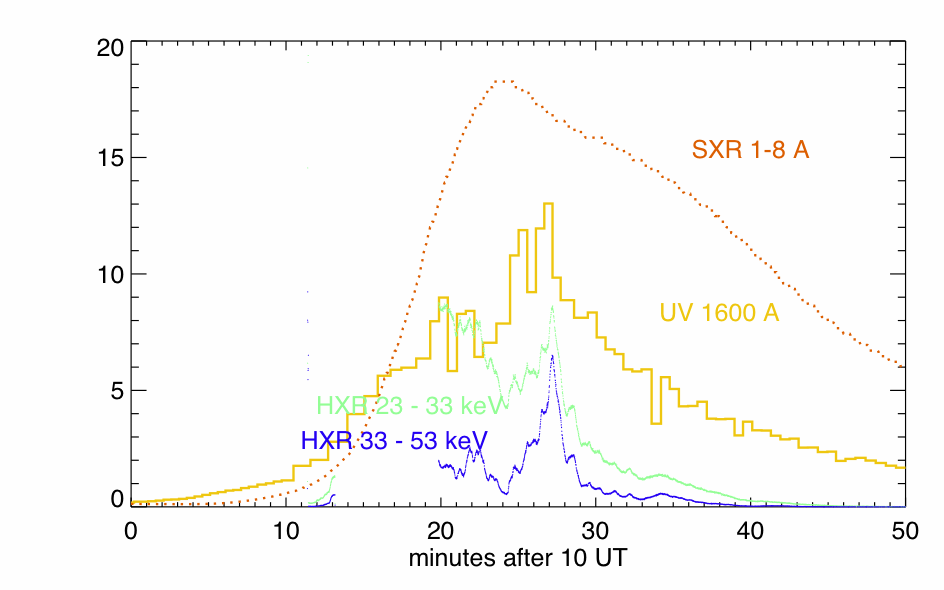 20
15
SXR 1-8 A
10
UV 1600 A
5
HXR 23 - 33 keV
HXR 33 - 53 keV
0
0 10 20 30 40 50
minutes after 10 UT